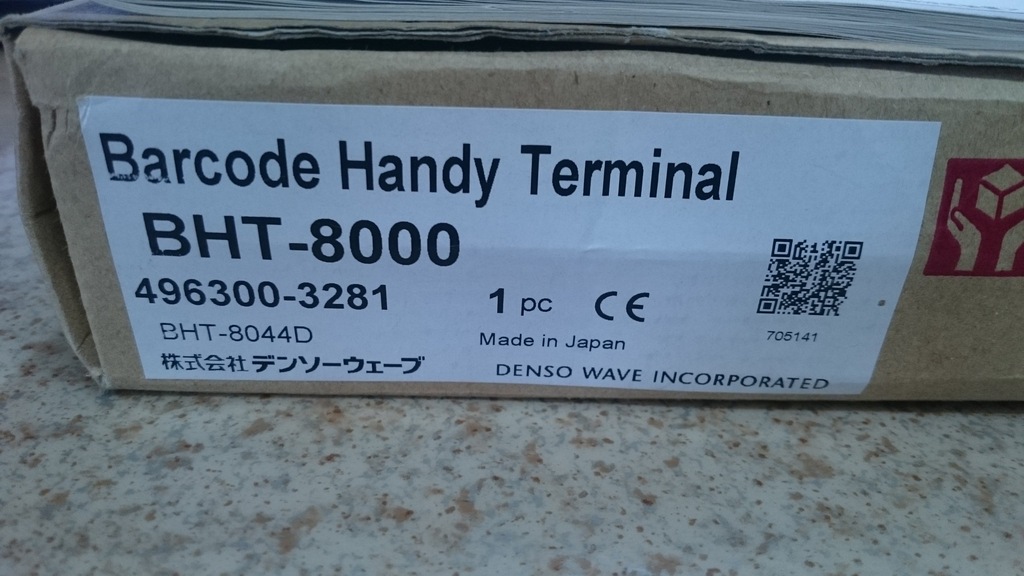 Barcode Handy Terminal
BHT-8000
496300-3281
1 pc CE
BHT-8044D
Made in Japan
705141
株式会社デンソーウェーブ
DENSO WAVE INCORPORATED